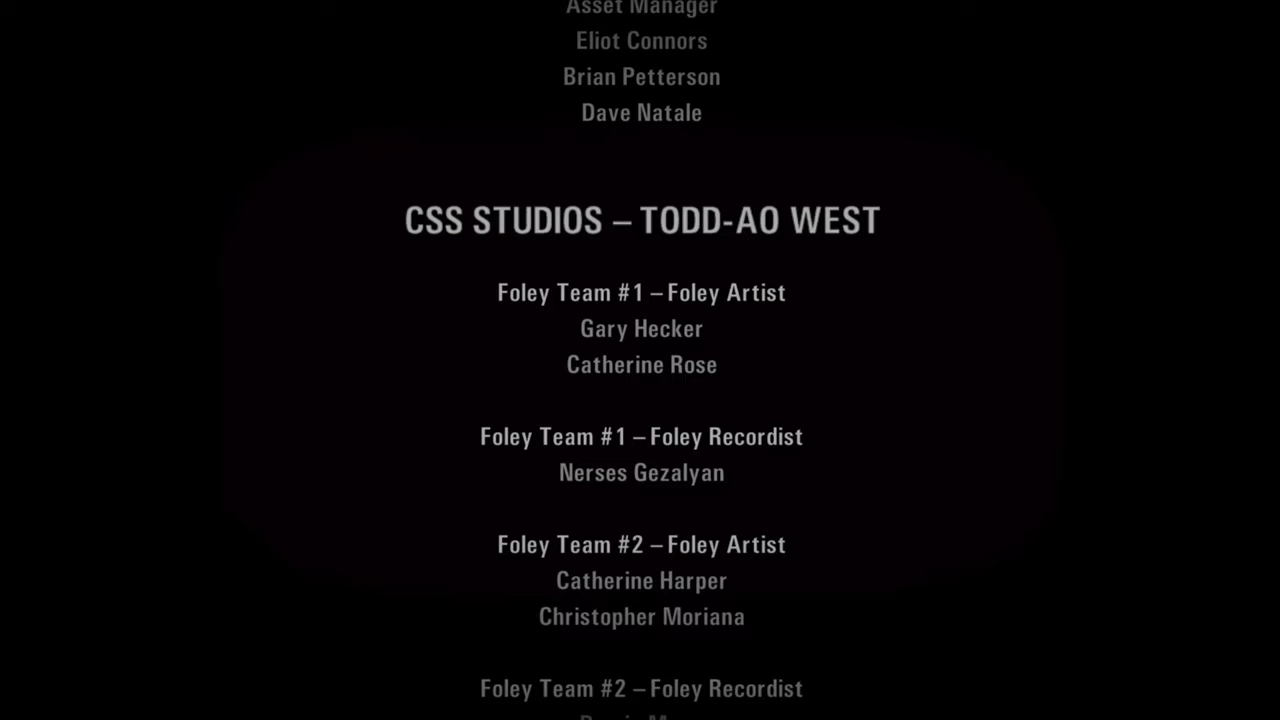 Asset Manager
Eliot Connors
Brian Petterson
Dave Natale
CSS STUDIOS – TODD-AO WEST
Foley Team #1 – Foley Artist
Gary Hecker
Catherine Rose
Foley Team #1 – Foley Recordist
Nerses Gezalyan
Foley Team #2 – Foley Artist
Catherine Harper
Christopher Moriana
Foley Team #2 – Foley Recordist